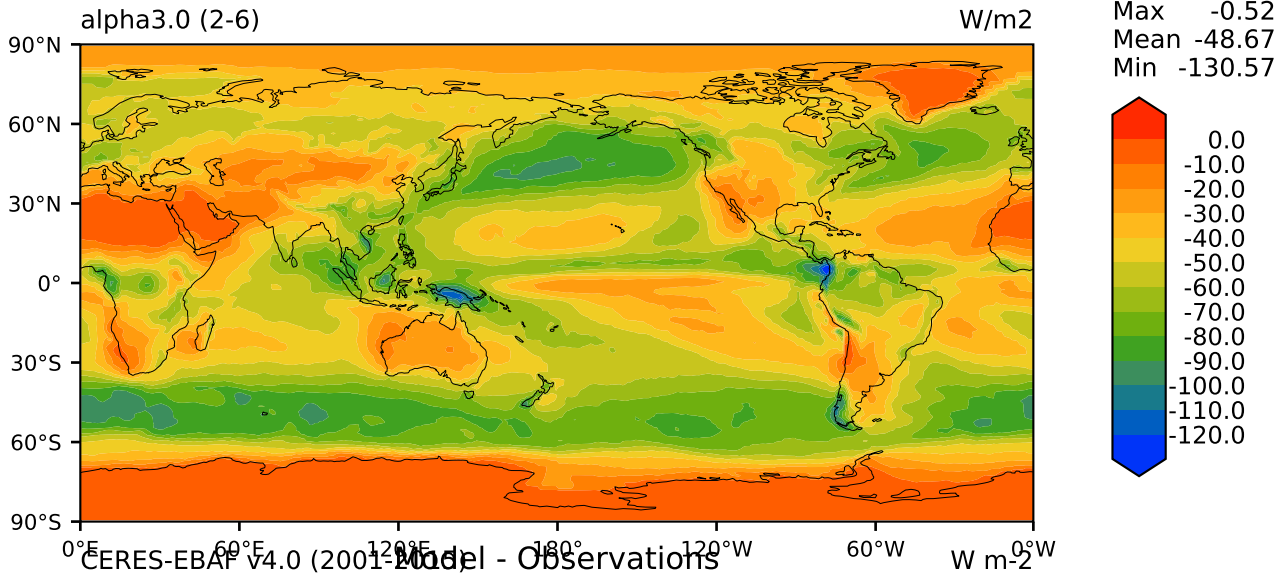 alpha3.0 (2-6) W/m2
Max -0.52
Mean -48.67
Min -130.57
90°N
60°N
30°N
0°
30°S
60°S
90°S
0.0
-10.0
-20.0
-30.0
-40.0
-50.0
-60.0
-70.0
-80.0
-90.0
-100.0
-110.0
-120.0
0°E 60°E 120°E 180° 120°W 60°W 0°W
CERES-EBAF v4.0 (2001-2015) Model - Observations W m-2